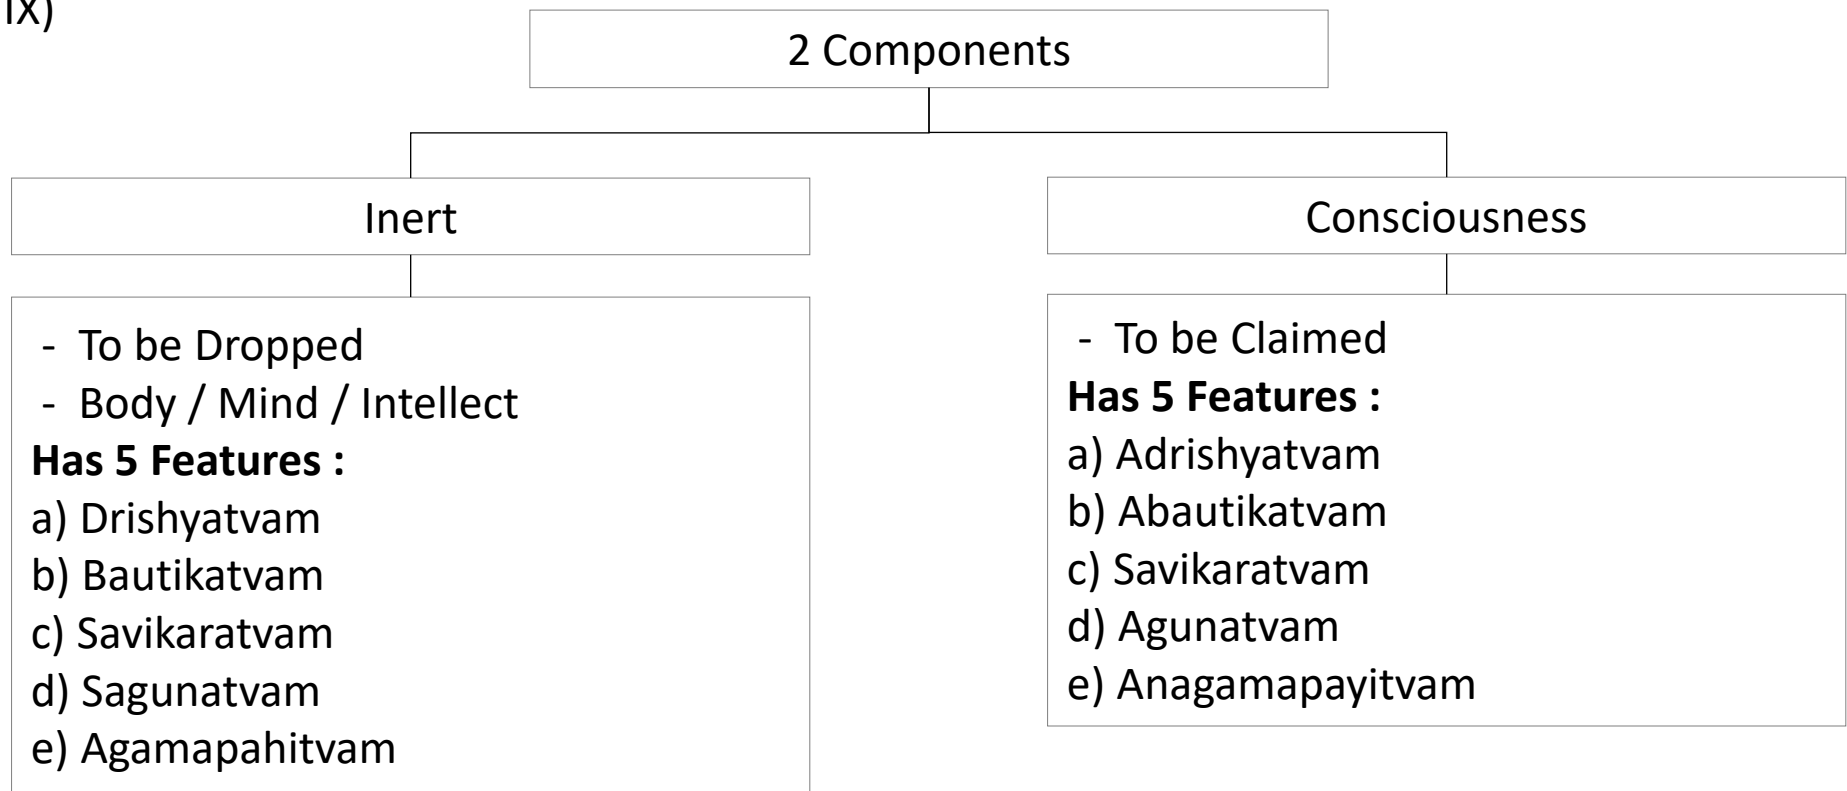 ix)
2 Components
Inert
- To be Dropped
- Body / Mind / Intellect
Has 5 Features :
a) Drishyatvam
b) Bautikatvam
c) Savikaratvam
d) Sagunatvam
e) Agamapahitvam
Consciousness
- To be Claimed
Has 5 Features :
a) Adrishyatvam
b) Abautikatvam
c) Savikaratvam
d) Agunatvam
e) Anagamapayitvam